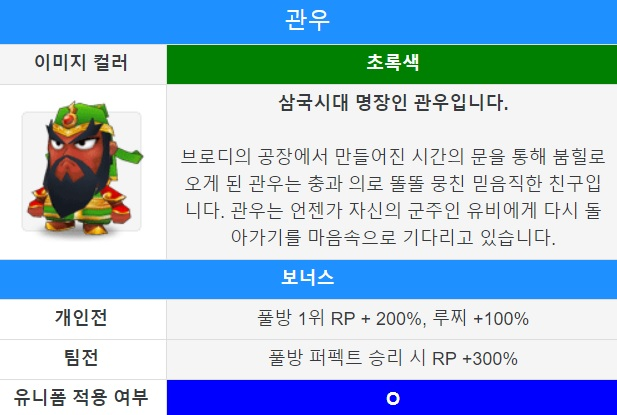 관우
이미지 컬러
초록색
삼국시대 명장인 관우입니다.
브로디의 공장에서 만들어진 시간의 문을 통해 붐힐로
오게 된 관우는 충과 의로 똘똘 뭉친 믿음직한 친구입
니다. 관우는 언젠가 자신의 군주인 유비에게 다시 돌
아가기를 마음속으로 기다리고 있습니다.
보너스
개인전
풀방 1위 RP + 200%, 루찌 +100%
팀전
풀방 퍼펙트 승리 시 RP +300%
유니폼 적용 여부
O